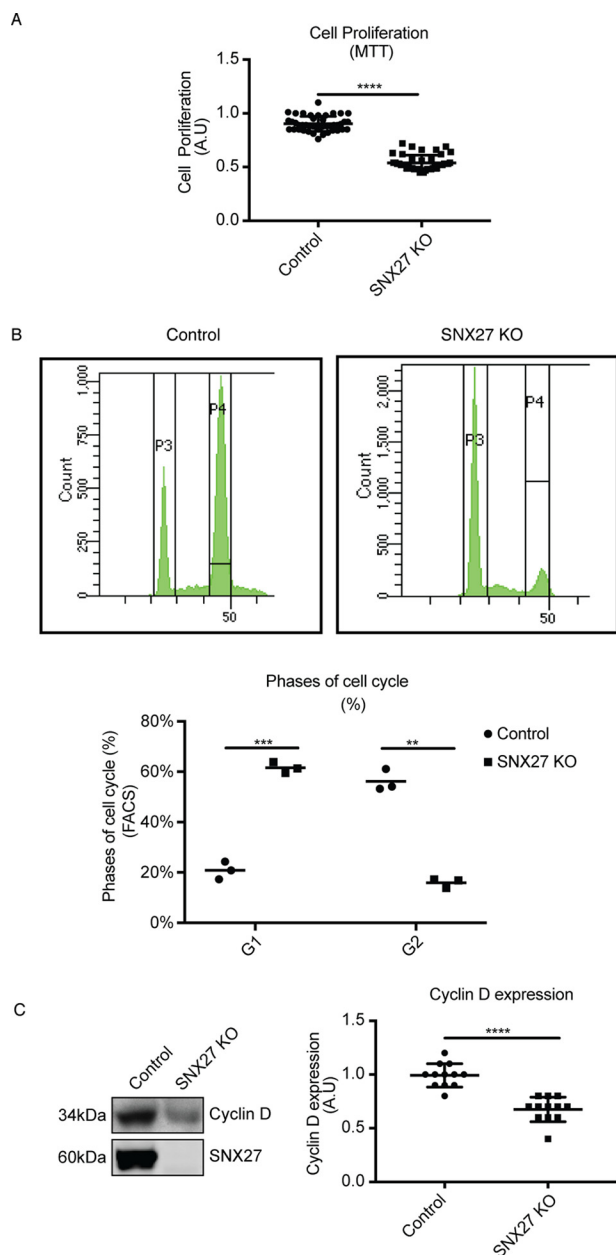 A
Cell Proliferation
(MTT)
Cell Porliferation
(A.U)
1.5
1.0
0.5
0.0
****
Control
SNX27 KO
B
Control
SNX27 KO
Count
1,000
750
500
250
0
P3
P4
50
Count
2,000
1,500
1,000
500
0
P3
P4
50
Phases of cell cycle
(%)
Phases of cell cycle (%)
(FACS)
80%
60%
40%
20%
0%
***
**
Control
SNX27 KO
G1
G2
C
Control
SNX27 KO
34kDa
Cyclin D
60kDa
SNX27
Cyclin D expression
Cyclin D expression
(A.U)
1.5
1.0
0.5
0.0
****
Control
SNX27 KO